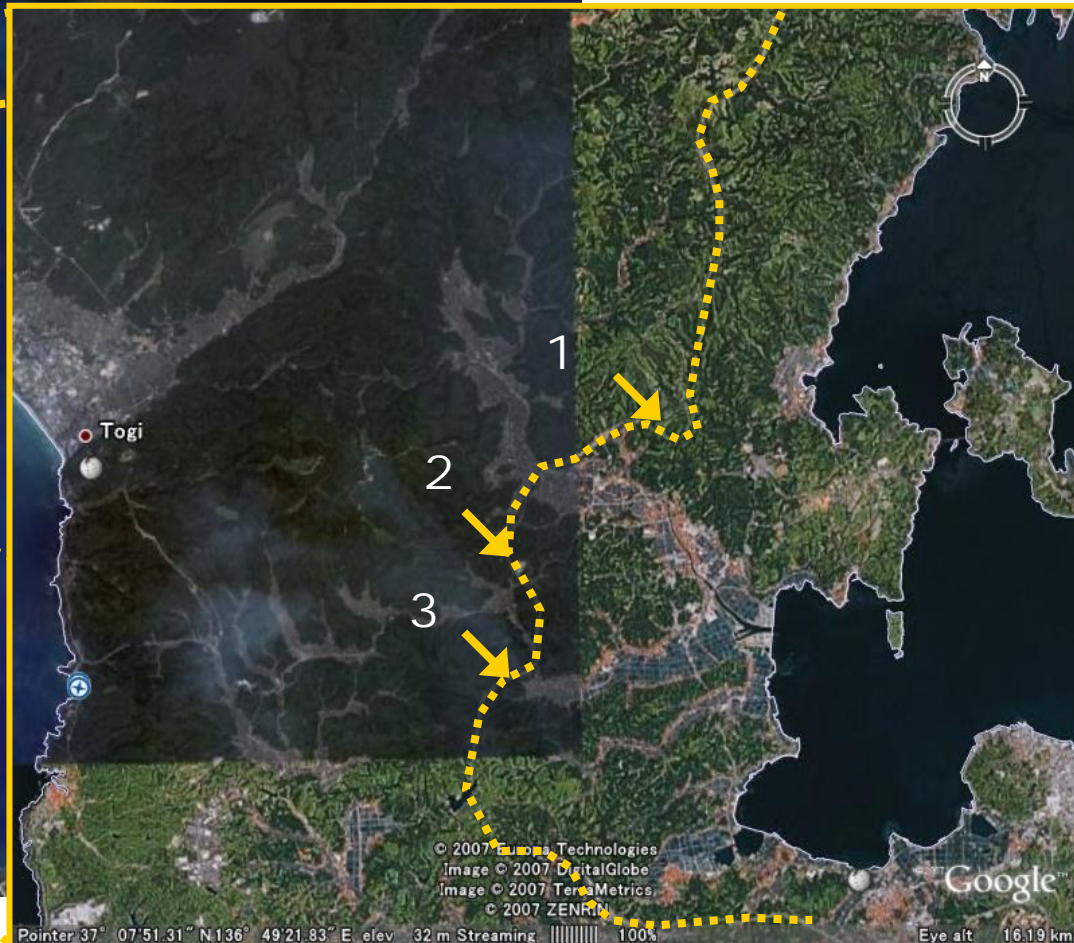 N
1
Togi
2
3
© 2007 Europa Technologies
Image © 2007 DigitalGlobe
Image © 2007 TerraMetrics
© 2007 ZENRIN
Google™
Pointer 37° 07'51.31" N 136° 49'21.83" E elev 32 m Streaming |||||||||| 100% Eye alt 16.19 km